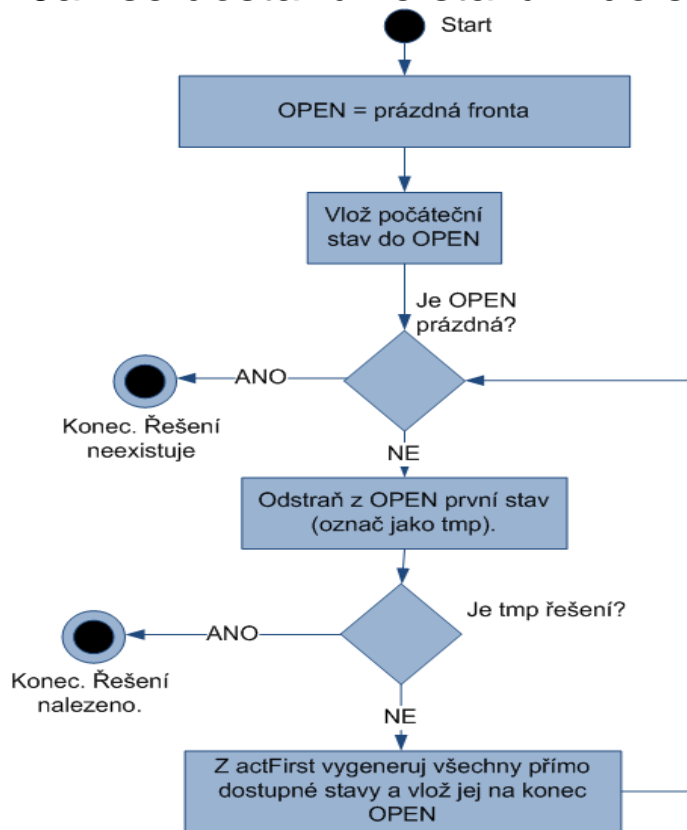 Start
OPEN = prázdná fronta
Vlož počáteční
stav do OPEN
Je OPEN
prázdná?
ANO
Konec. Řešení
neexistuje
NE
Odstraň z OPEN první stav
(označ jako tmp).
Je tmp řešení?
ANO
Konec. Řešení
nalezeno.
NE
Z actFirst vygeneruj všechny přímo
dostupné stavy a vlož jej na konec
OPEN